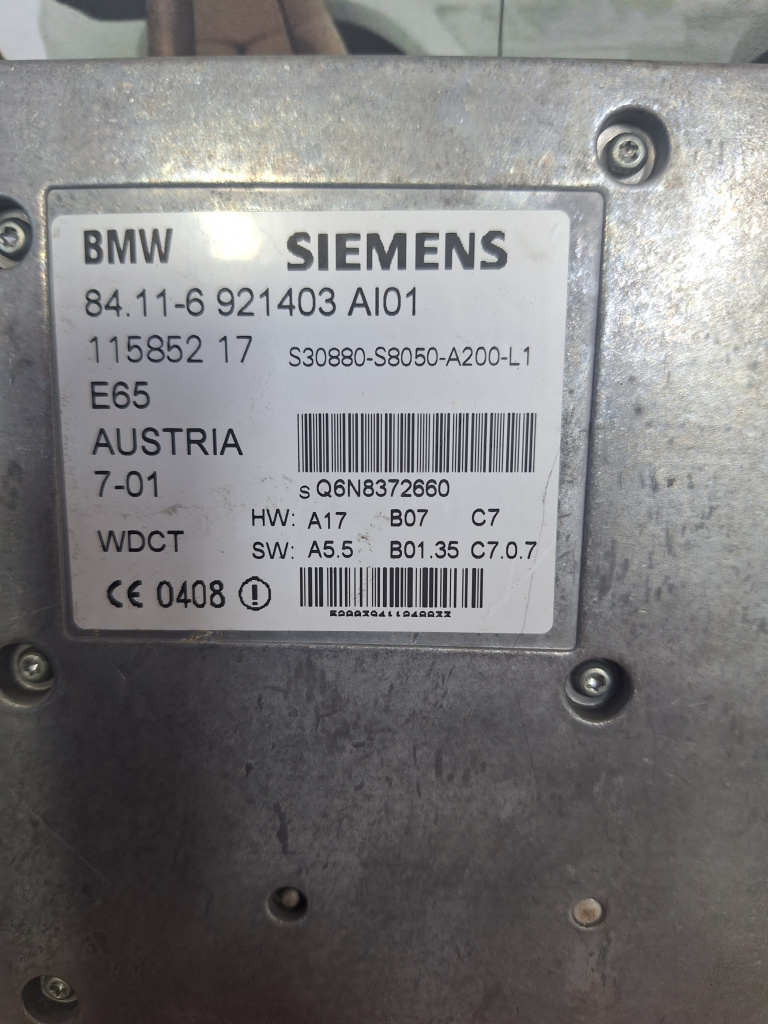 BMW SIEMENS
84.11-6 921403 AI01
115852 17 S30880-S8050-A200-L1
E65
AUSTRIA
7-01 S Q6N8372660
HW: A17 B07 C7
WDCT
SW: A5.5 B01.35 C7.0.7
CE 0408